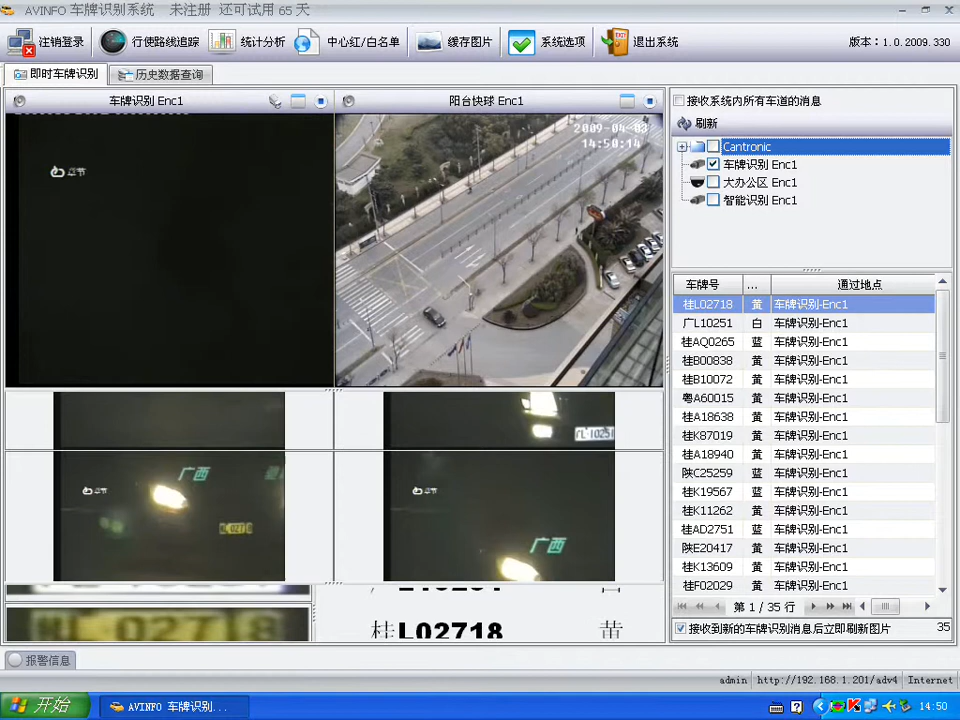 AVINFO 车牌识别系统 未注册 还可试用 65 天
注销登录 行使路线追踪 统计分析 中心红/白名单 缓存图片 系统选项 退出系统 版本：1.0.2009.330
即时车牌识别 历史数据查询
车牌识别 Enc1
阳台快球 Enc1
2009-04-03
14:50:14
章节
广西
章节
L02718
章节
广西
L02718
桂L02718 黄
接收系统内所有车道的消息
刷新
Cantronic
车牌识别 Enc1
大办公区 Enc1
智能识别 Enc1
车牌号 ... 通过地点
桂L02718 黄 车牌识别-Enc1
广L10251 白 车牌识别-Enc1
桂AQ0265 蓝 车牌识别-Enc1
桂B00838 黄 车牌识别-Enc1
桂B10072 黄 车牌识别-Enc1
粤A60015 黄 车牌识别-Enc1
桂A18638 黄 车牌识别-Enc1
桂K87019 黄 车牌识别-Enc1
桂A18940 黄 车牌识别-Enc1
陕C25259 蓝 车牌识别-Enc1
桂K19567 蓝 车牌识别-Enc1
桂K11262 黄 车牌识别-Enc1
桂AD2751 蓝 车牌识别-Enc1
陕E20417 黄 车牌识别-Enc1
桂K13609 黄 车牌识别-Enc1
桂F02029 黄 车牌识别-Enc1
第 1 / 35 行
接收到新的车牌识别消息后立即刷新图片 35
报警信息
admin http://192.168.1.201/adv4 Internet
开始 AVINFO 车牌识别... 14:50